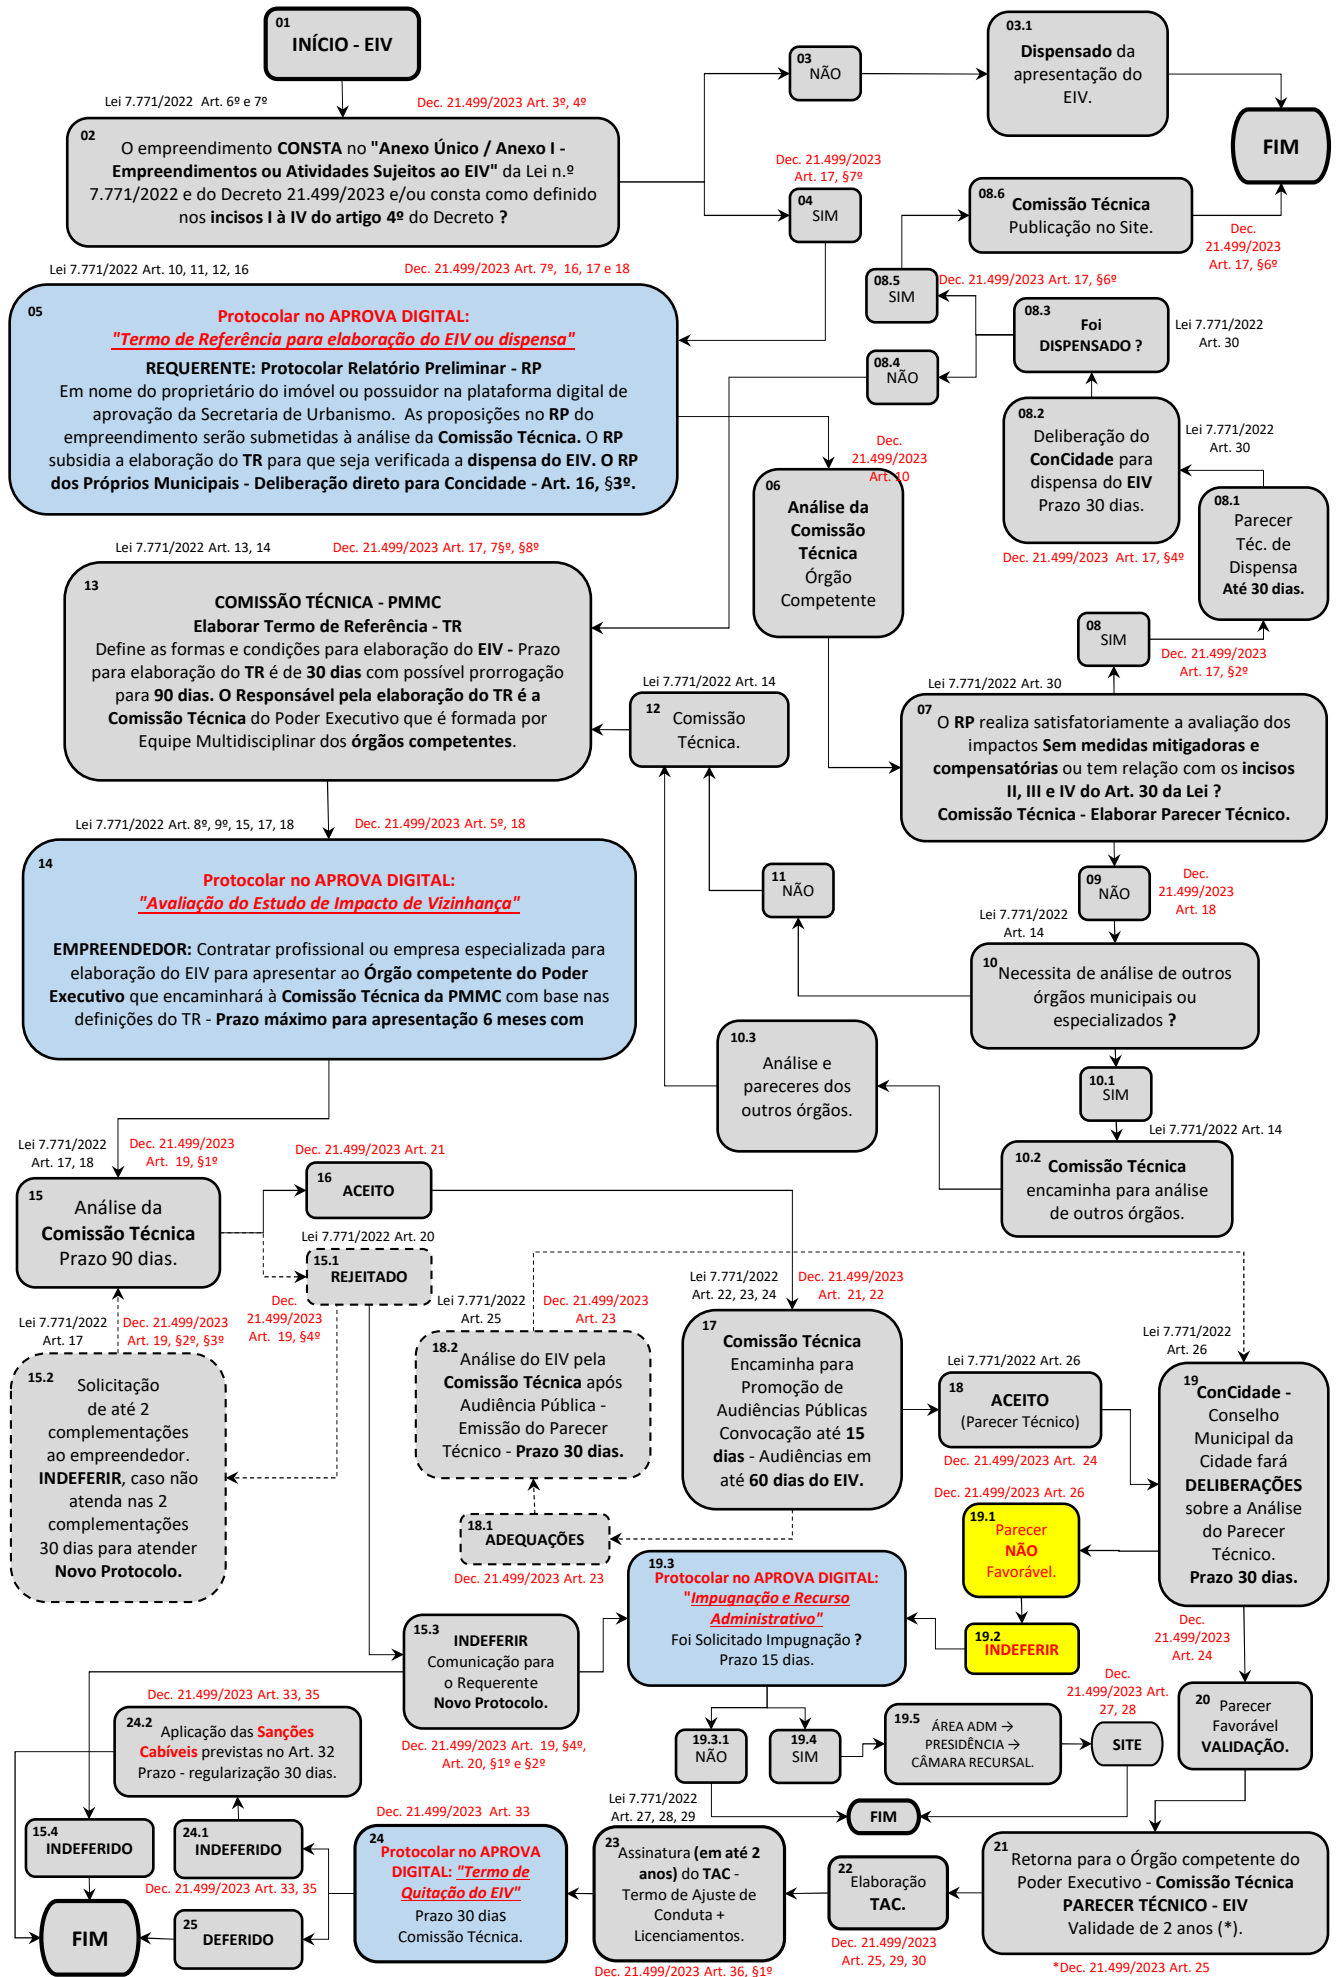 01
INÍCIO - EIV
Lei 7.771/2022 Art. 6º e 7º
Dec. 21.499/2023 Art. 3º, 4º
02
O empreendimento CONSTA no "Anexo Único / Anexo I -
Empreendimentos ou Atividades Sujeitos ao EIV" da Lei n.º
7.771/2022 e do Decreto 21.499/2023 e/ou consta como definido
nos incisos I à IV do artigo 4º do Decreto ?
03
NÃO
03.1
Dispensado da
apresentação do
EIV.
FIM
Dec. 21.499/2023
Art. 17, §7º
04
SIM
08.6
Comissão Técnica
Publicação no Site.
Dec.
21.499/2023
Art. 17, §6º
Lei 7.771/2022 Art. 10, 11, 12, 16
Dec. 21.499/2023 Art. 7º, 16, 17 e 18
05
Protocolar no APROVA DIGITAL:
"Termo de Referência para elaboração do EIV ou dispensa"
REQUERENTE: Protocolar Relatório Preliminar - RP
Em nome do proprietário do imóvel ou possuidor na plataforma digital de
aprovação da Secretaria de Urbanismo. As proposições no RP do
empreendimento serão submetidas à análise da Comissão Técnica. O RP
subsidia a elaboração do TR para que seja verificada a dispensa do EIV. O RP
dos Próprios Municipais - Deliberação direto para Concidade - Art. 16, §3º.
08.5
SIM
Dec. 21.499/2023 Art. 17, §6º
08.3
Foi
DISPENSADO ?
Lei 7.771/2022
Art. 30
08.4
NÃO
08.2
Deliberação do
ConCidade para
dispensa do EIV
Prazo 30 dias.
Lei 7.771/2022
Art. 30
Dec. 21.499/2023 Art. 17, §4º
08.1
Parecer
Téc. de
Dispensa
Até 30 dias.
Dec.
21.499/2023
Art. 10
06
Análise da
Comissão
Técnica
Órgão
Competente
08
SIM
Dec. 21.499/2023
Art. 17, §2º
Lei 7.771/2022 Art. 30
07
O RP realiza satisfatoriamente a avaliação dos
impactos Sem medidas mitigadoras e
compensatórias ou tem relação com os incisos
II, III e IV do Art. 30 da Lei ?
Comissão Técnica - Elaborar Parecer Técnico.
Lei 7.771/2022 Art. 13, 14
Dec. 21.499/2023 Art. 17, 7§º, §8º
13
COMISSÃO TÉCNICA - PMMC
Elaborar Termo de Referência - TR
Define as formas e condições para elaboração do EIV - Prazo
para elaboração do TR é de 30 dias com possível prorrogação
para 90 dias. O Responsável pela elaboração do TR é a
Comissão Técnica do Poder Executivo que é formada por
Equipe Multidisciplinar dos órgãos competentes.
Lei 7.771/2022 Art. 14
12
Comissão
Técnica.
11
NÃO
09
NÃO
Dec.
21.499/2023
Art. 18
Lei 7.771/2022
Art. 14
10
Necessita de análise de outros
órgãos municipais ou
especializados ?
10.1
SIM
Lei 7.771/2022 Art. 14
10.2
Comissão Técnica
encaminha para análise
de outros órgãos.
10.3
Análise e
pareceres dos
outros órgãos.
Lei 7.771/2022 Art. 8º, 9º, 15, 17, 18
Dec. 21.499/2023 Art. 5º, 18
14
Protocolar no APROVA DIGITAL:
"Avaliação do Estudo de Impacto de Vizinhança"
EMPREENDEDOR: Contratar profissional ou empresa especializada para
elaboração do EIV para apresentar ao Órgão competente do Poder
Executivo que encaminhará à Comissão Técnica da PMMC com base nas
definições do TR - Prazo máximo para apresentação 6 meses com
Lei 7.771/2022
Art. 17, 18
Dec. 21.499/2023
Art. 19, §1º
15
Análise da
Comissão Técnica
Prazo 90 dias.
Dec. 21.499/2023 Art. 21
16
ACEITO
Lei 7.771/2022 Art. 20
15.1
REJEITADO
Dec.
21.499/2023
Art. 19, §4º
Lei 7.771/2022
Art. 17
Dec. 21.499/2023
Art. 19, §2º, §3º
15.2
Solicitação
de até 2
complementações
ao empreendedor.
INDEFERIR, caso não
atenda nas 2
complementações
30 dias para atender
Novo Protocolo.
Lei 7.771/2022
Art. 25
Dec. 21.499/2023
Art. 23
18.2
Análise do EIV pela
Comissão Técnica após
Audiência Pública -
Emissão do Parecer
Técnico - Prazo 30 dias.
18.1
ADEQUAÇÕES
Dec. 21.499/2023 Art. 23
Lei 7.771/2022
Art. 22, 23, 24
Dec. 21.499/2023
Art. 21, 22
17
Comissão Técnica
Encaminha para
Promoção de
Audiências Públicas
Convocação até 15
dias - Audiências em
até 60 dias do EIV.
Lei 7.771/2022 Art. 26
18
ACEITO
(Parecer Técnico)
Dec. 21.499/2023 Art. 24
Lei 7.771/2022
Art. 26
19
ConCidade -
Conselho
Municipal da
Cidade fará
DELIBERAÇÕES
sobre a Análise
do Parecer
Técnico.
Prazo 30 dias.
Dec. 21.499/2023 Art. 26
19.1
Parecer
NÃO
Favorável.
19.2
INDEFERIR
19.3
Protocolar no APROVA DIGITAL:
"Impugnação e Recurso
Administrativo"
Foi Solicitado Impugnação ?
Prazo 15 dias.
15.3
INDEFERIR
Comunicação para
o Requerente
Novo Protocolo.
Dec. 21.499/2023 Art. 19, §4º,
Art. 20, §1º e §2º
19.3.1
NÃO
19.4
SIM
19.5
ÁREA ADM →
PRESIDÊNCIA →
CÂMARA RECURSAL.
Dec.
21.499/2023 Art.
27, 28
SITE
FIM
Dec.
21.499/2023
Art. 24
20
Parecer
Favorável
VALIDAÇÃO.
21
Retorna para o Órgão competente do
Poder Executivo - Comissão Técnica
PARECER TÉCNICO - EIV
Validade de 2 anos (*).
*Dec. 21.499/2023 Art. 25
22
Elaboração
TAC.
Dec. 21.499/2023
Art. 25, 29, 30
Lei 7.771/2022
Art. 27, 28, 29
23
Assinatura (em até 2
anos) do TAC -
Termo de Ajuste de
Conduta +
Licenciamentos.
Dec. 21.499/2023 Art. 36, §1º
Dec. 21.499/2023 Art. 33
24
Protocolar no APROVA
DIGITAL: "Termo de
Quitação do EIV"
Prazo 30 dias
Comissão Técnica.
Dec. 21.499/2023 Art. 33, 35
24.2
Aplicação das Sanções
Cabíveis previstas no Art. 32
Prazo - regularização 30 dias.
24.1
INDEFERIDO
Dec. 21.499/2023 Art. 33, 35
15.4
INDEFERIDO
25
DEFERIDO
FIM